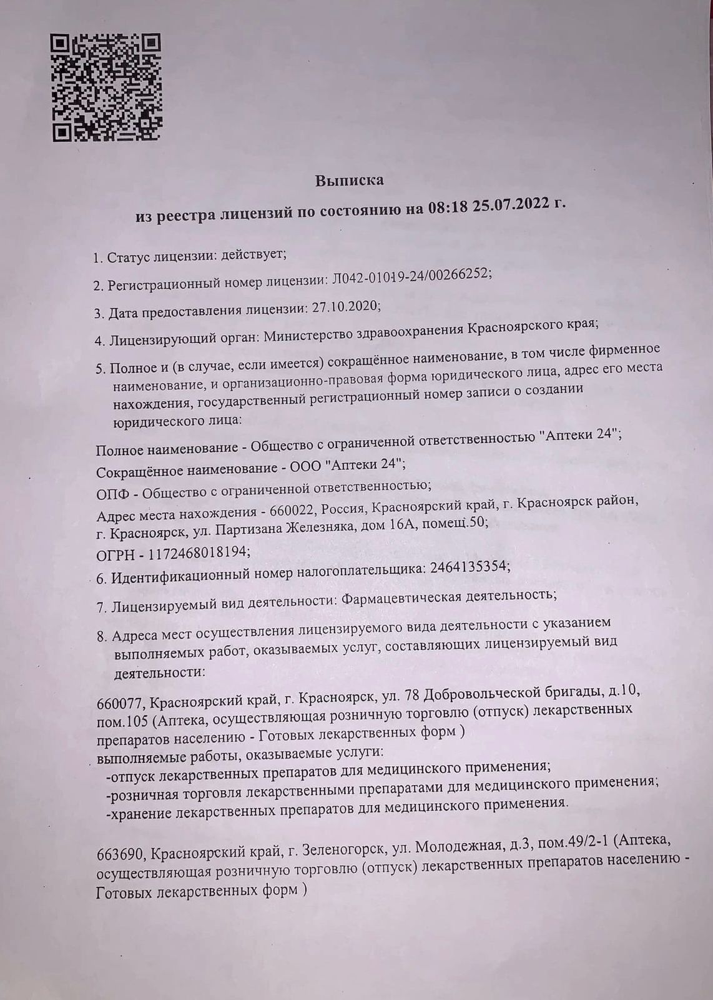 Выписка
из реестра лицензий по состоянию на 08:18 25.07.2022 г.
1. Статус лицензии: действует;
2. Регистрационный номер лицензии: Л042-01019-24/00266252;
3. Дата предоставления лицензии: 27.10.2020;
4. Лицензирующий орган: Министерство здравоохранения Красноярского края;
5. Полное и (в случае, если имеется) сокращённое наименование, в том числе фирменное
наименование, и организационно-правовая форма юридического лица, адрес его места
нахождения, государственный регистрационный номер записи о создании
юридического лица:
Полное наименование - Общество с ограниченной ответственностью "Аптеки 24";
Сокращённое наименование - ООО "Аптеки 24";
ОПФ - Общество с ограниченной ответственностью;
Адрес места нахождения - 660022, Россия, Красноярский край, г. Красноярск район,
г. Красноярск, ул. Партизана Железняка, дом 16А, помещ.50;
ОГРН - 1172468018194;
6. Идентификационный номер налогоплательщика: 2464135354;
7. Лицензируемый вид деятельности: Фармацевтическая деятельность;
8. Адреса мест осуществления лицензируемого вида деятельности с указанием
выполняемых работ, оказываемых услуг, составляющих лицензируемый вид
деятельности:
660077, Красноярский край, г. Красноярск, ул. 78 Добровольческой бригады, д.10,
пом.105 (Аптека, осуществляющая розничную торговлю (отпуск) лекарственных
препаратов населению - Готовых лекарственных форм )
выполняемые работы, оказываемые услуги:
-отпуск лекарственных препаратов для медицинского применения;
-розничная торговля лекарственными препаратами для медицинского применения;
-хранение лекарственных препаратов для медицинского применения.
663690, Красноярский край, г. Зеленогорск, ул. Молодежная, д.3, пом.49/2-1 (Аптека,
осуществляющая розничную торговлю (отпуск) лекарственных препаратов населению -
Готовых лекарственных форм )